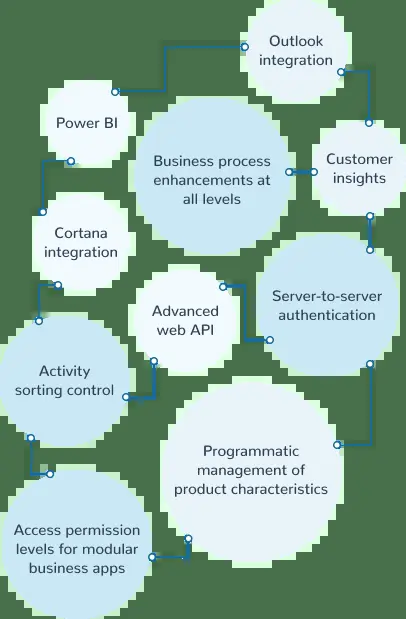 Outlook
integration
Power BI
Business process
enhancements at
all levels
Customer
insights
Cortana
integration
Server-to-server
authentication
Advanced
web API
Activity
sorting control
Programmatic
management of
product characteristics
Access permission
levels for modular
business apps